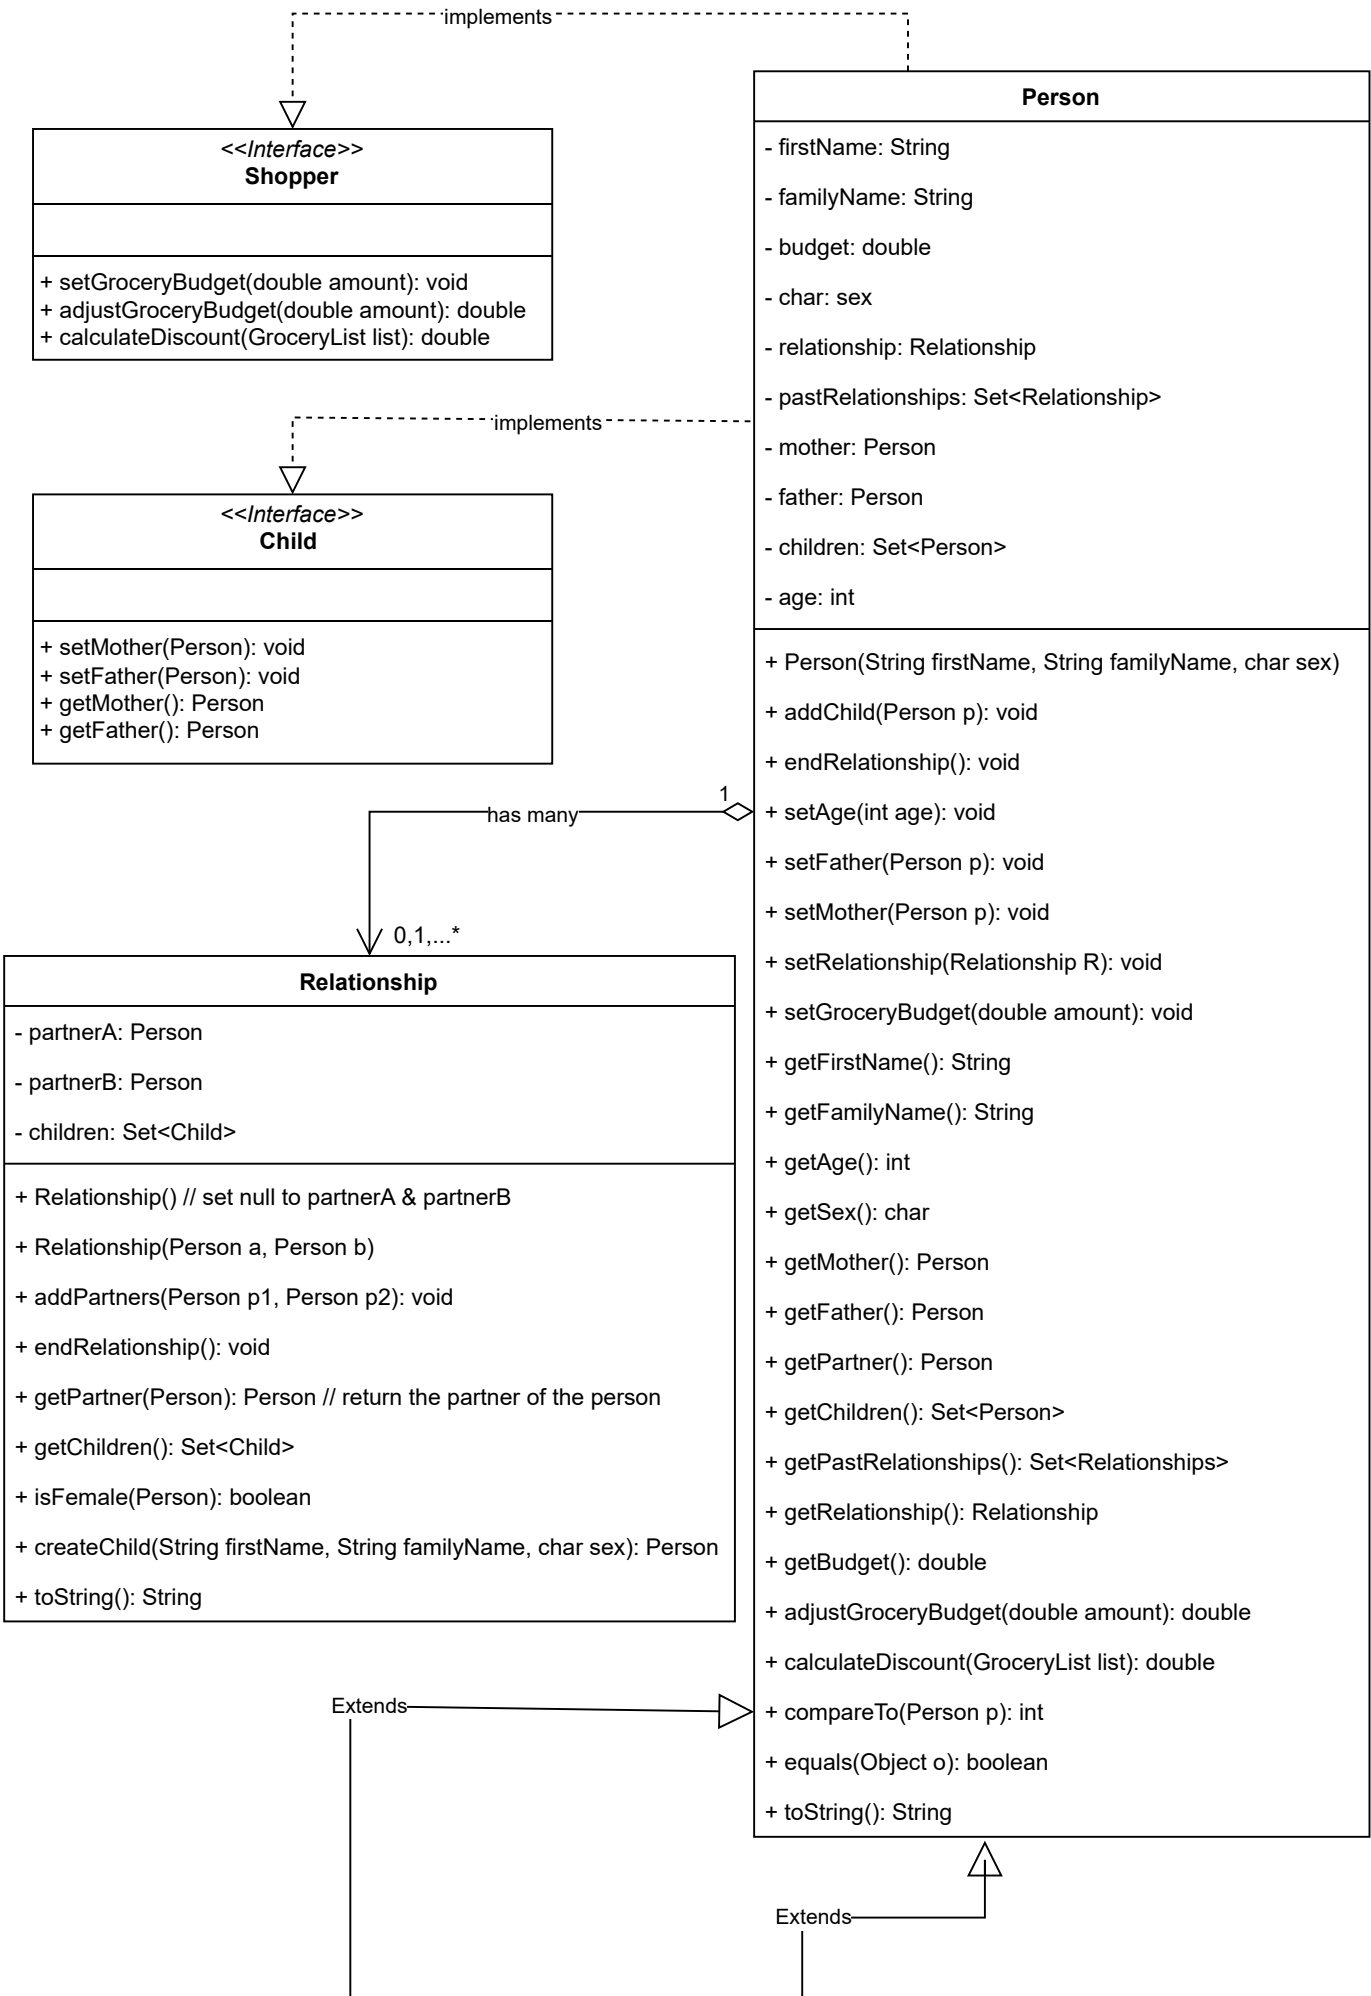 implements
<<Interface>>
Shopper
+ setGroceryBudget(double amount): void
+ adjustGroceryBudget(double amount): double
+ calculateDiscount(GroceryList list): double
implements
<<Interface>>
Child
+ setMother(Person): void
+ setFather(Person): void
+ getMother(): Person
+ getFather(): Person
has many
1
0,1,...*
Relationship
- partnerA: Person
- partnerB: Person
- children: Set<Child>
+ Relationship() // set null to partnerA & partnerB
+ Relationship(Person a, Person b)
+ addPartners(Person p1, Person p2): void
+ endRelationship(): void
+ getPartner(Person): Person // return the partner of the person
+ getChildren(): Set<Child>
+ isFemale(Person): boolean
+ createChild(String firstName, String familyName, char sex): Person
+ toString(): String
Person
- firstName: String
- familyName: String
- budget: double
- char: sex
- relationship: Relationship
- pastRelationships: Set<Relationship>
- mother: Person
- father: Person
- children: Set<Person>
- age: int
+ Person(String firstName, String familyName, char sex)
+ addChild(Person p): void
+ endRelationship(): void
+ setAge(int age): void
+ setFather(Person p): void
+ setMother(Person p): void
+ setRelationship(Relationship R): void
+ setGroceryBudget(double amount): void
+ getFirstName(): String
+ getFamilyName(): String
+ getAge(): int
+ getSex(): char
+ getMother(): Person
+ getFather(): Person
+ getPartner(): Person
+ getChildren(): Set<Person>
+ getPastRelationships(): Set<Relationships>
+ getRelationship(): Relationship
+ getBudget(): double
+ adjustGroceryBudget(double amount): double
+ calculateDiscount(GroceryList list): double
+ compareTo(Person p): int
+ equals(Object o): boolean
+ toString(): String
Extends
Extends